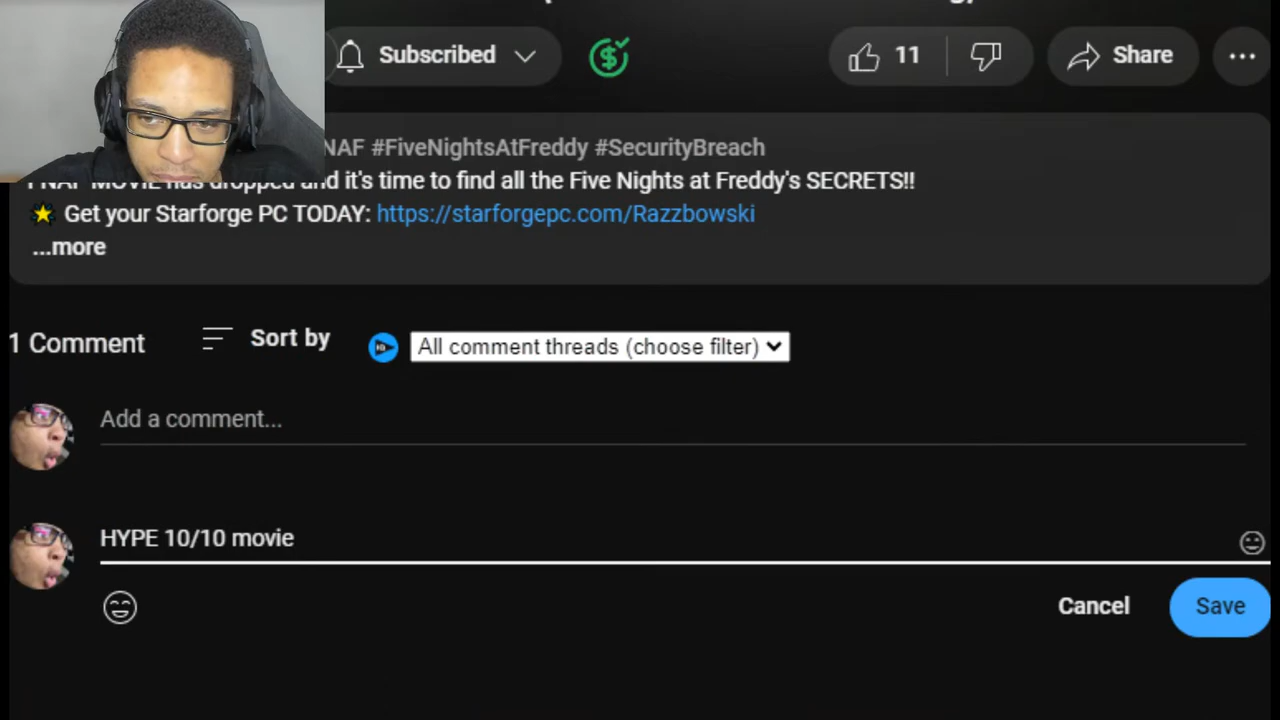 Subscribed
11
Share
NAF #FiveNightsAtFreddy #SecurityBreach
MOVIE has dropped and it's time to find all the Five Nights at Freddy's SECRETS!!
Get your Starforge PC TODAY: https://starforgepc.com/Razzbowski
...more
1 Comment
Sort by
All comment threads (choose filter)
Add a comment...
HYPE 10/10 movie
Cancel
Save